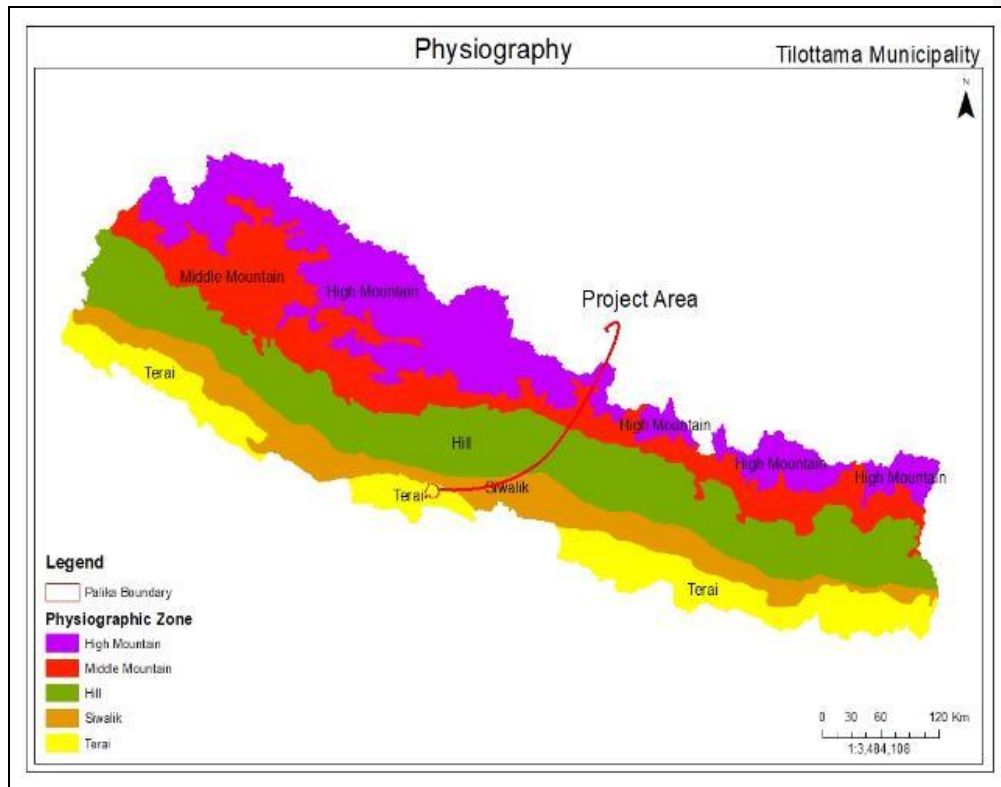 Physiography
Tilottama Municipality
N
Project Area
Middle Mountain
High Mountain
Terai
Hill
High Mountain
High Mountain
High Mountain
Terai
Siwalik
Terai
Legend
Palika Boundary
Physiographic Zone
High Mountain
Middle Mountain
Hill
Siwalik
Terai
0 30 60 120 Km
1:3,484,106